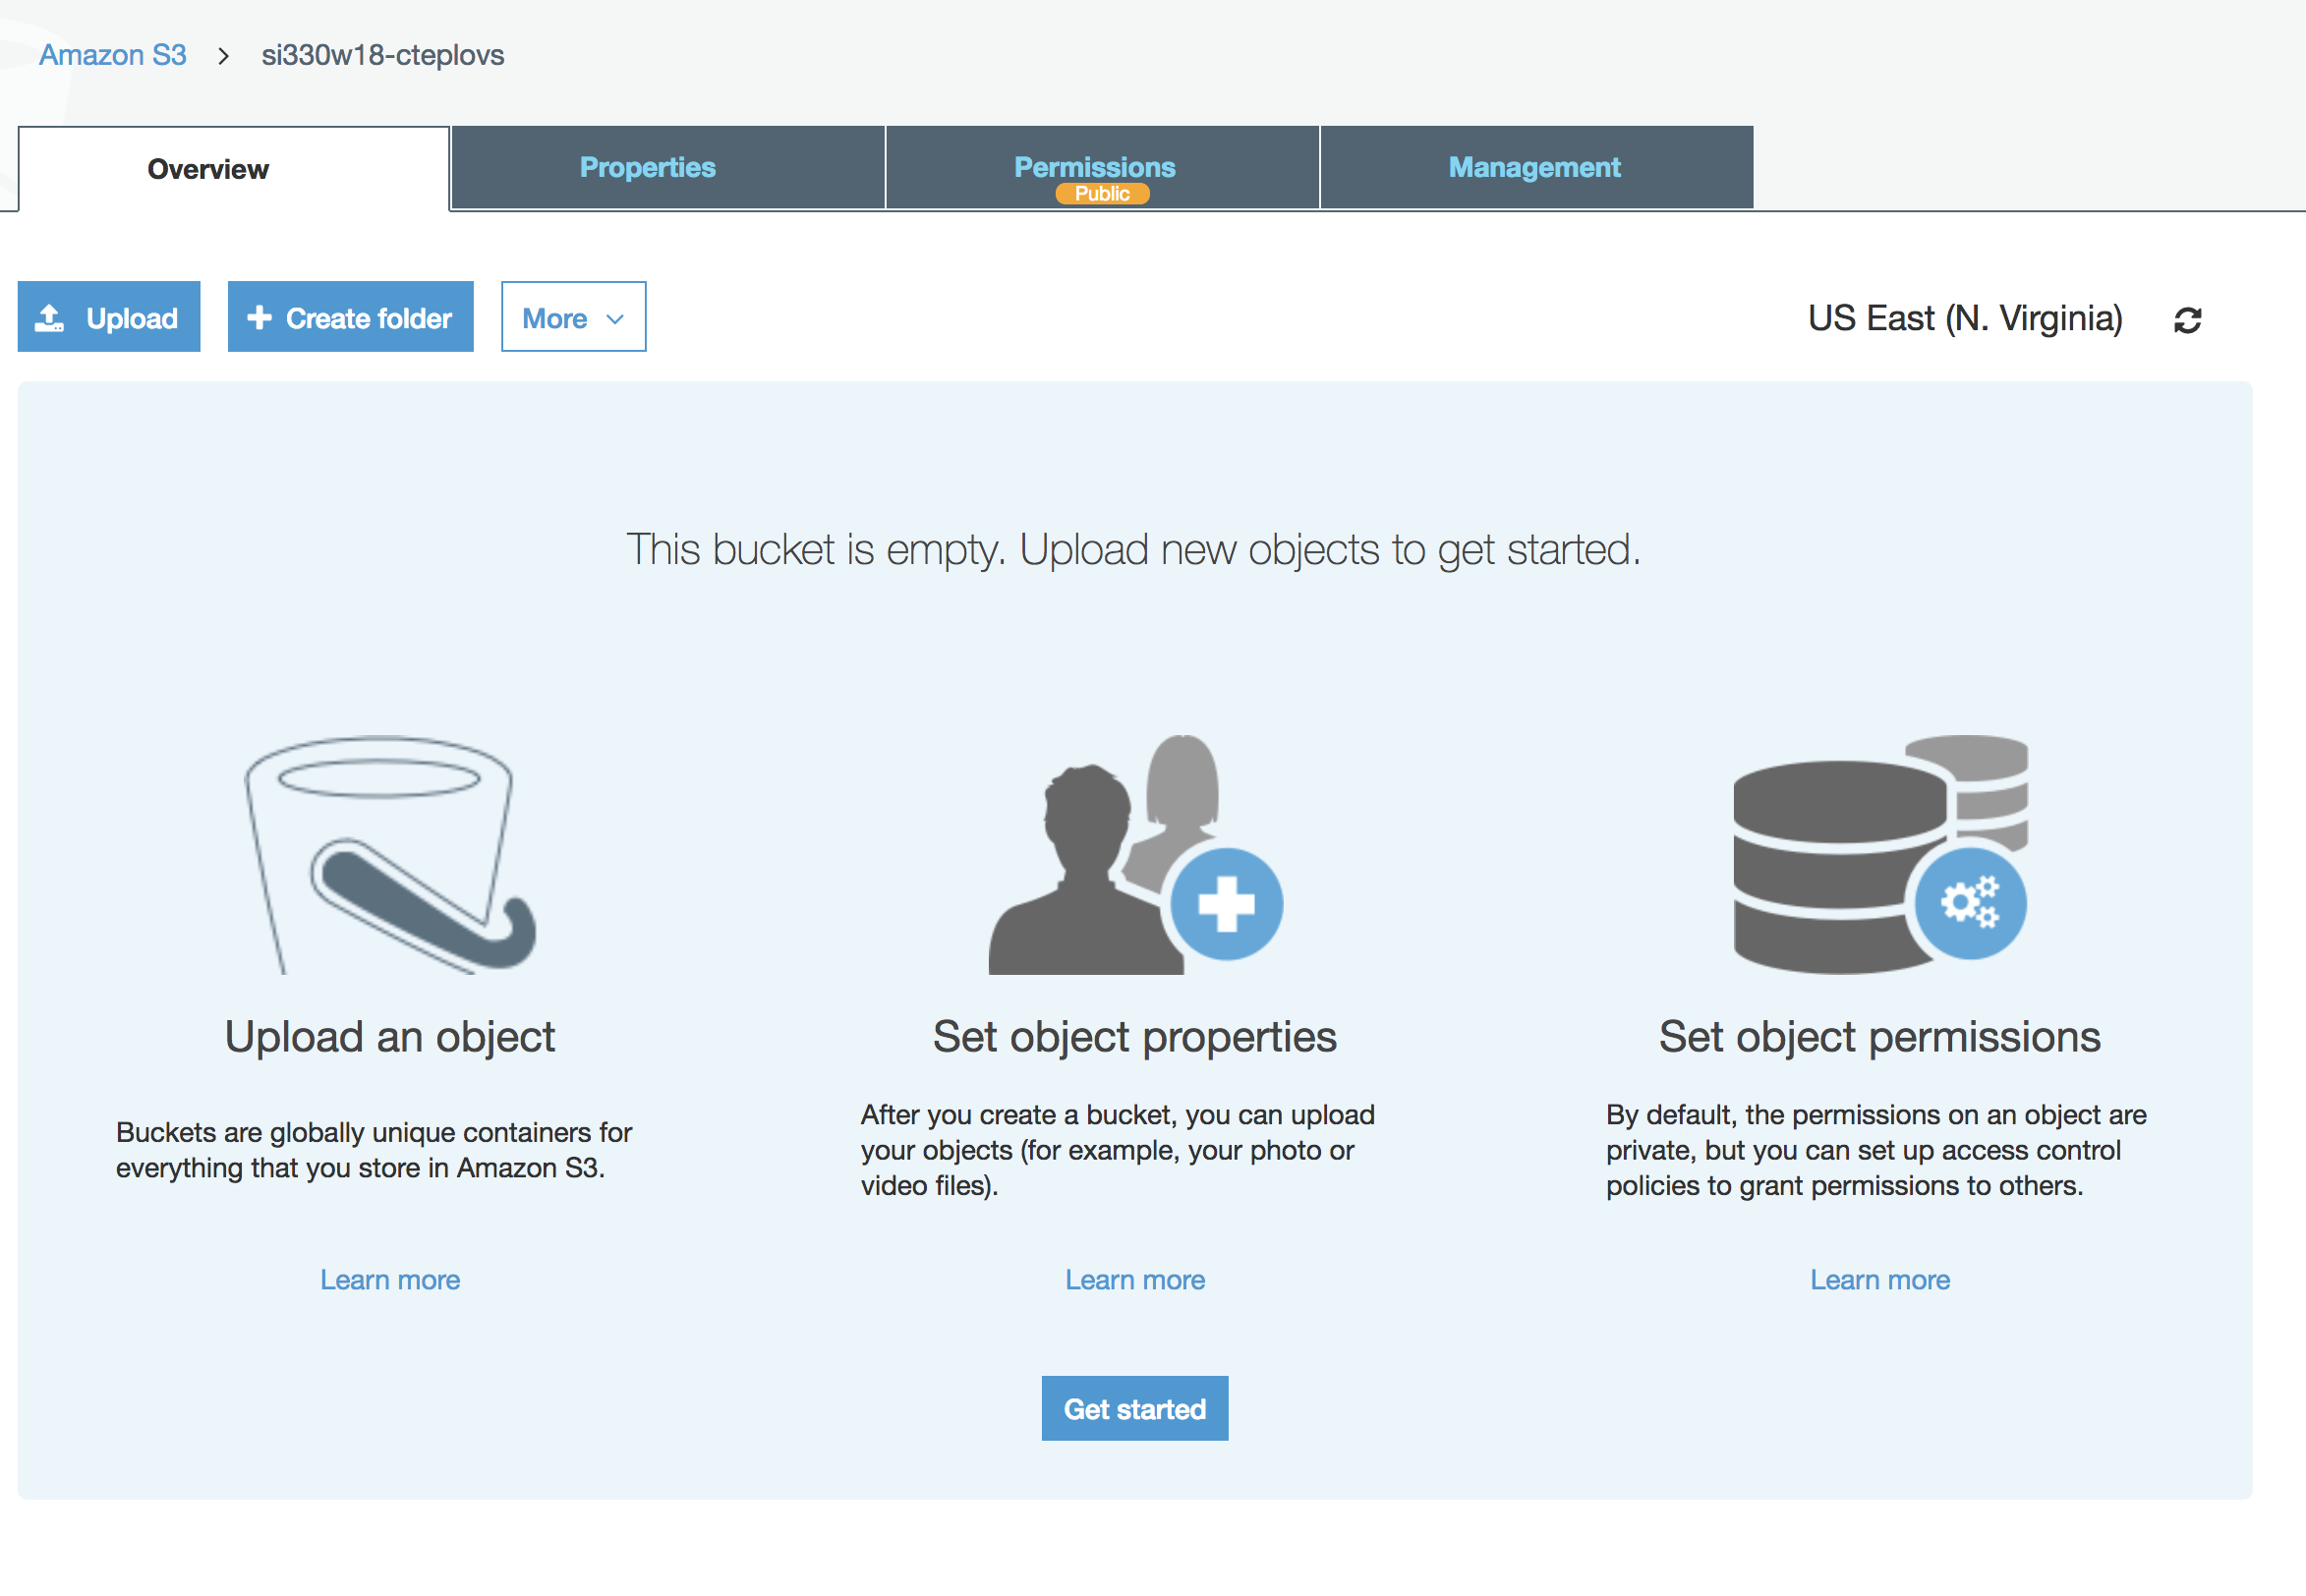 Amazon S3 > si330w18-cteplovs
Overview
Properties
Permissions
Public
Management
Upload
Create folder
More
US East (N. Virginia)
This bucket is empty. Upload new objects to get started.
Upload an object
Buckets are globally unique containers for
everything that you store in Amazon S3.
Learn more
Set object properties
After you create a bucket, you can upload
your objects (for example, your photo or
video files).
Learn more
Set object permissions
By default, the permissions on an object are
private, but you can set up access control
policies to grant permissions to others.
Learn more
Get started